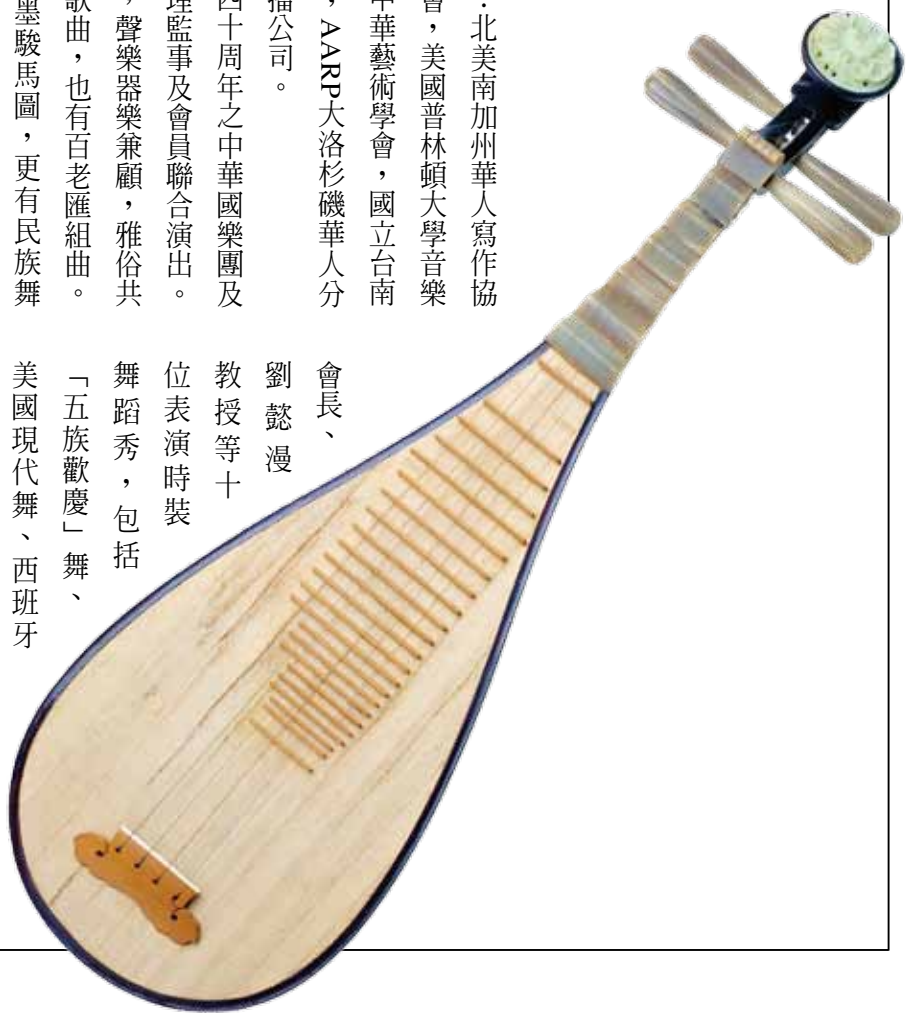 北美南加州華人寫作協
會，美國普林頓大學音樂
中華藝術學會，國立台南
，AARP大洛杉磯華人分
播公司。
四十周年之中華國樂團及
理監事及會員聯合演出。
，聲樂器樂兼顧，雅俗共
歌曲，也有百老匯組曲。
墨駿馬圖，更有民族舞
會長、
劉懿漫
教授等十
位表演時裝
舞蹈秀，包括
「五族歡慶」舞、
美國現代舞、西班牙